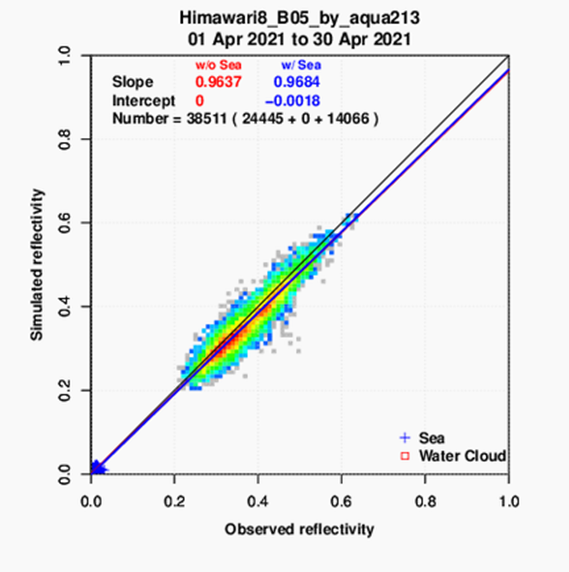 Himawari8_B05_by_aqua213
01 Apr 2021 to 30 Apr 2021
w/o Sea w/ Sea
Slope 0.9637 0.9684
Intercept 0 −0.0018
Number = 38511 ( 24445 + 0 + 14066 )
1.0
0.8
0.6
0.4
0.2
0.0
Simulated reflectivity
Sea
Water Cloud
0.0 0.2 0.4 0.6 0.8 1.0
Observed reflectivity